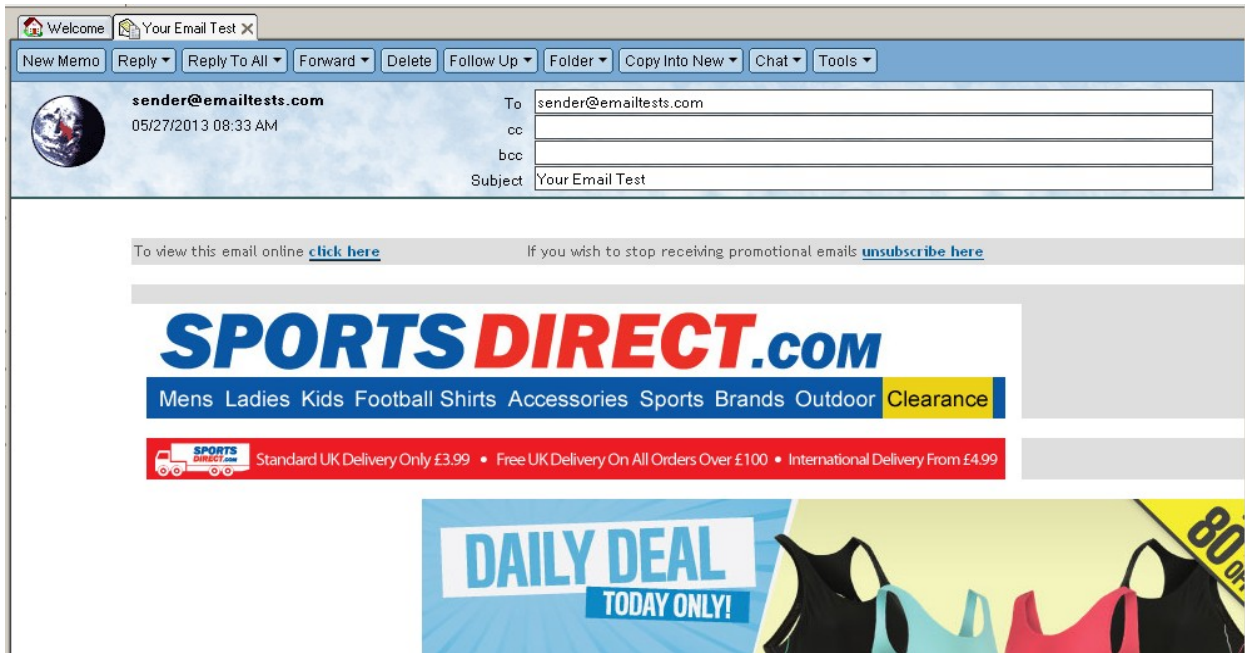 Welcome Your Email Test
New Memo Reply Reply To All Forward Delete Follow Up Folder Copy Into New Chat Tools
sender@emailtests.com To sender@emailtests.com
05/27/2013 08:33 AM cc
bcc
Subject Your Email Test
To view this email online click here If you wish to stop receiving promotional emails unsubscribe here
SPORTSDIRECT.COM
Mens Ladies Kids Football Shirts Accessories Sports Brands Outdoor Clearance
SPORTS
DIRECT.COM
Standard UK Delivery Only £3.99 • Free UK Delivery On All Orders Over £100 • International Delivery From £4.99
DAILY DEAL
TODAY ONLY!
80